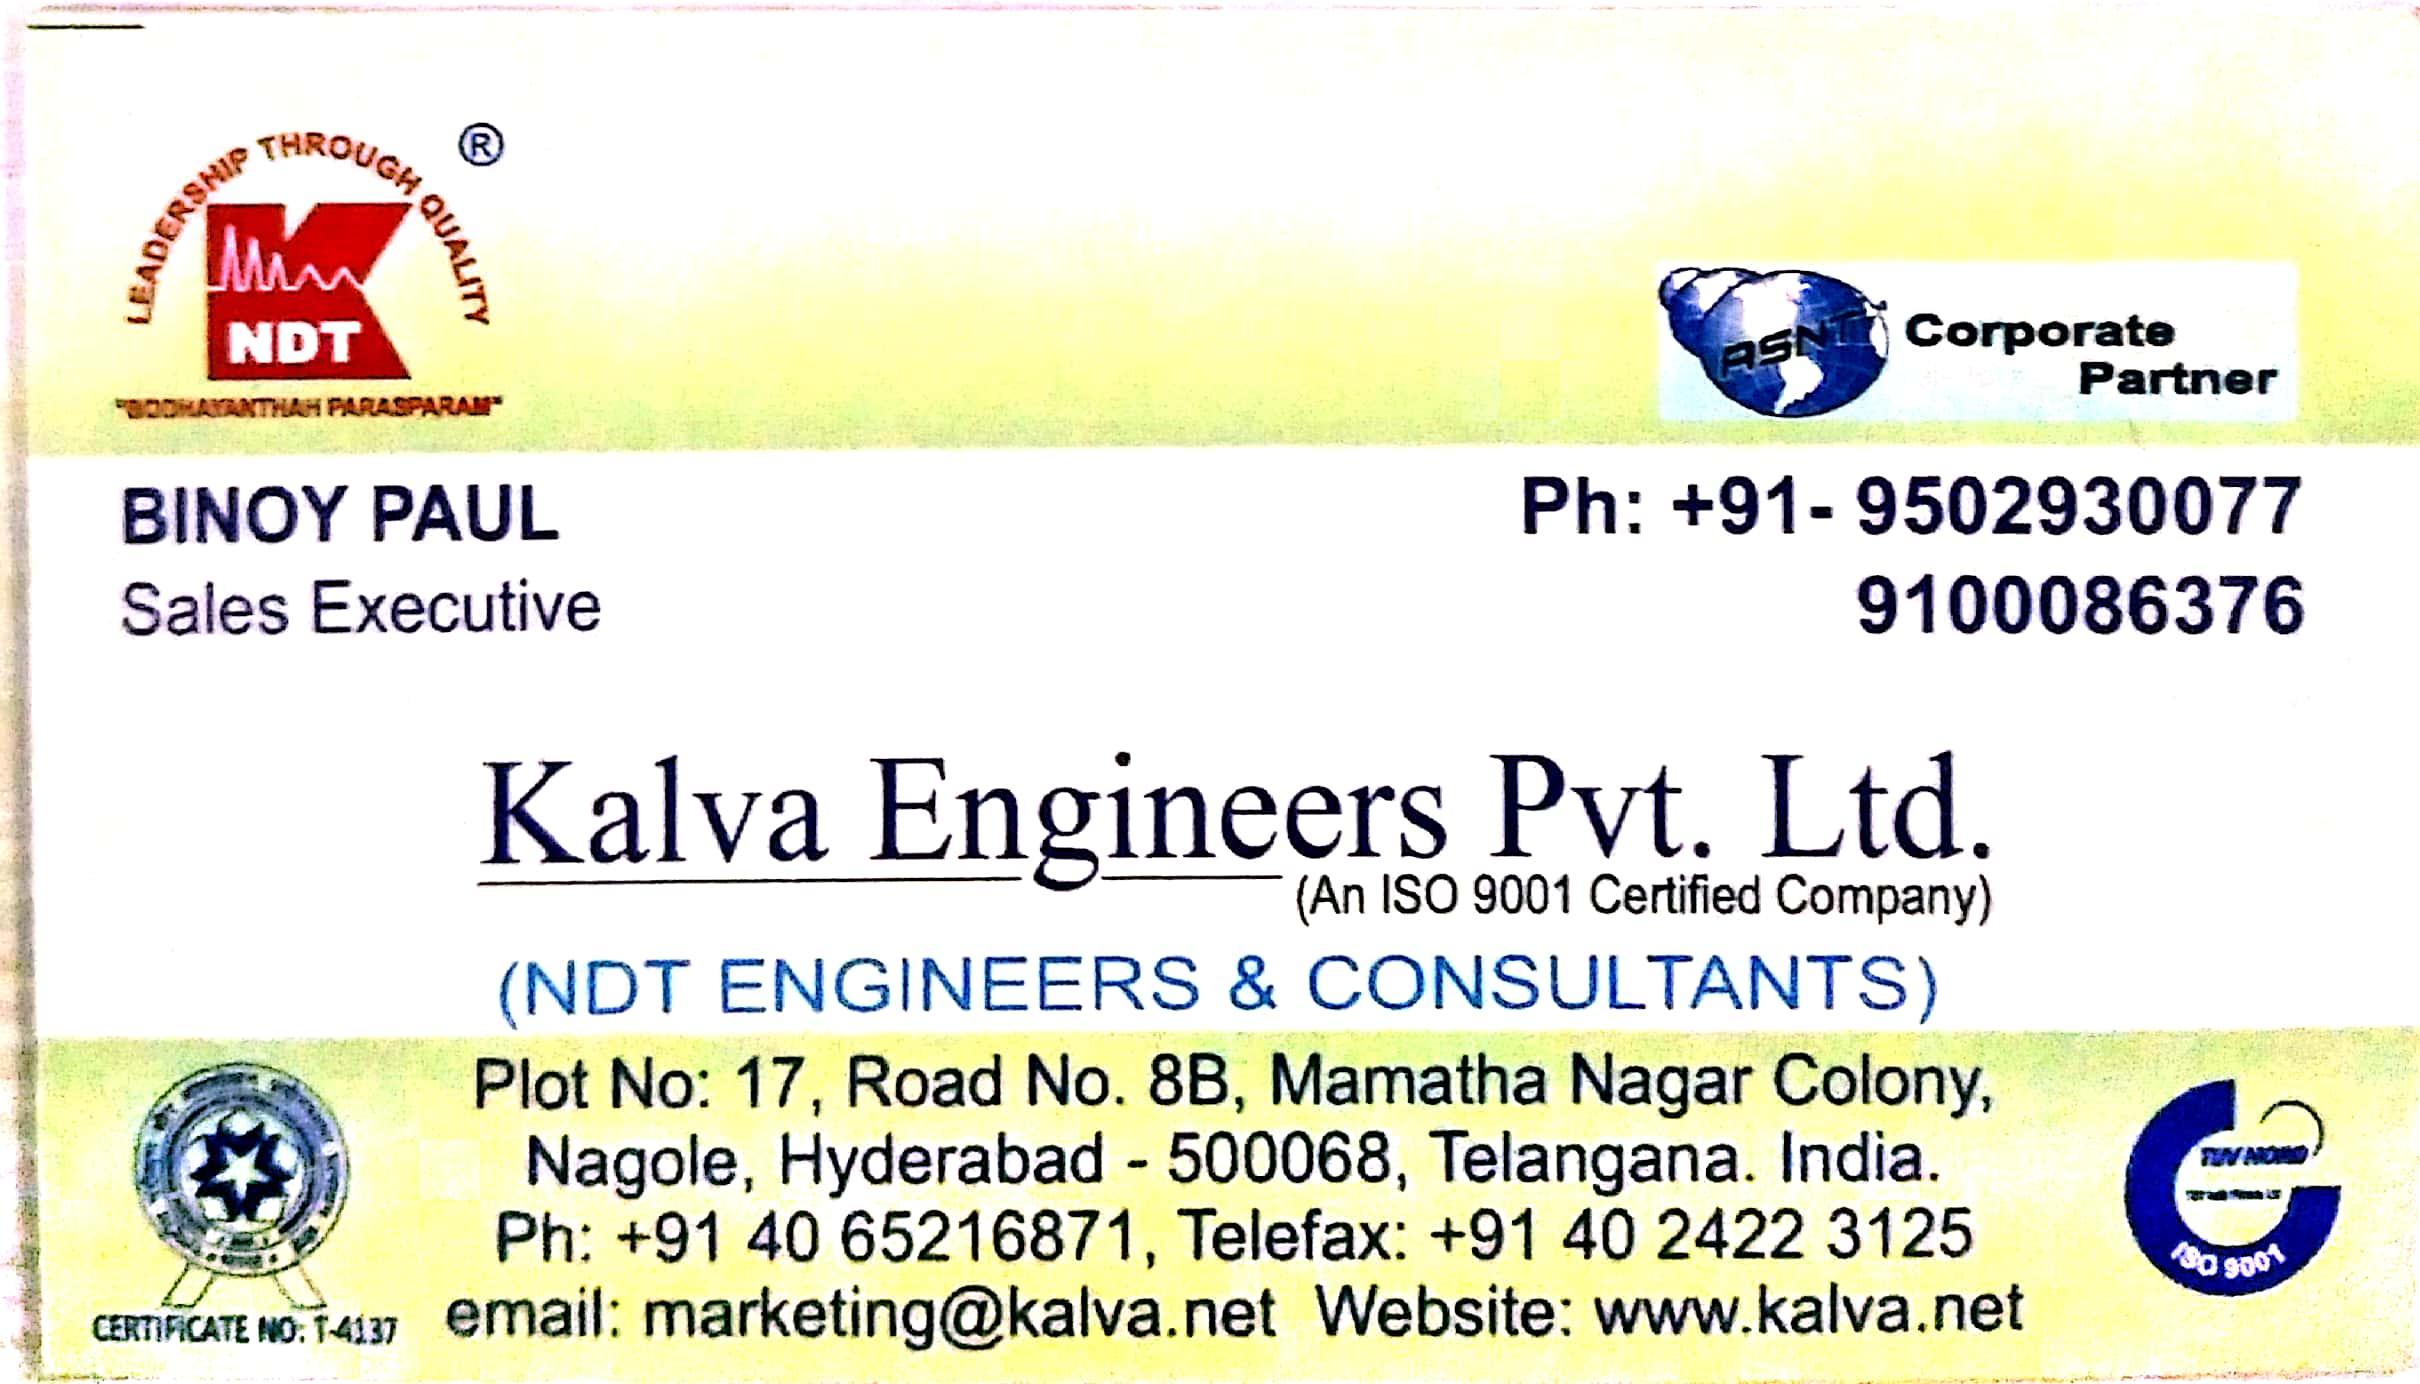 LEADERSHIP THROUGH QUALITY
®
NDT
"BODHAYANTHAH PARASPARAM"
ASNT
Corporate
Partner
BINOY PAUL
Sales Executive
Ph: +91- 9502930077
9100086376
Kalva Engineers Pvt. Ltd.
(An ISO 9001 Certified Company)
(NDT ENGINEERS & CONSULTANTS)
Plot No: 17, Road No. 8B, Mamatha Nagar Colony,
Nagole, Hyderabad - 500068, Telangana. India.
Ph: +91 40 65216871, Telefax: +91 40 2422 3125
email: marketing@kalva.net Website: www.kalva.net
CERTIFICATE NO: T-4137
TUV NORD
ISO 9001